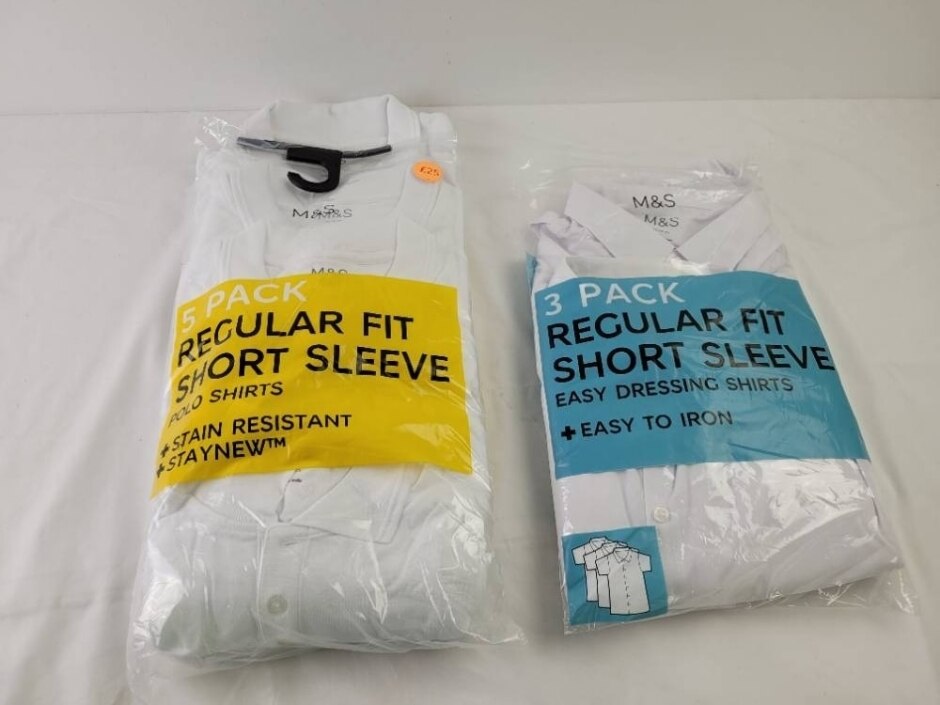 £25
M&S
M&S
M&S
5 PACK
REGULAR FIT
SHORT SLEEVE
POLO SHIRTS
+STAIN RESISTANT
+STAYNEW™
M&S
M&S
3 PACK
REGULAR FIT
SHORT SLEEVE
EASY DRESSING SHIRTS
+ EASY TO IRON